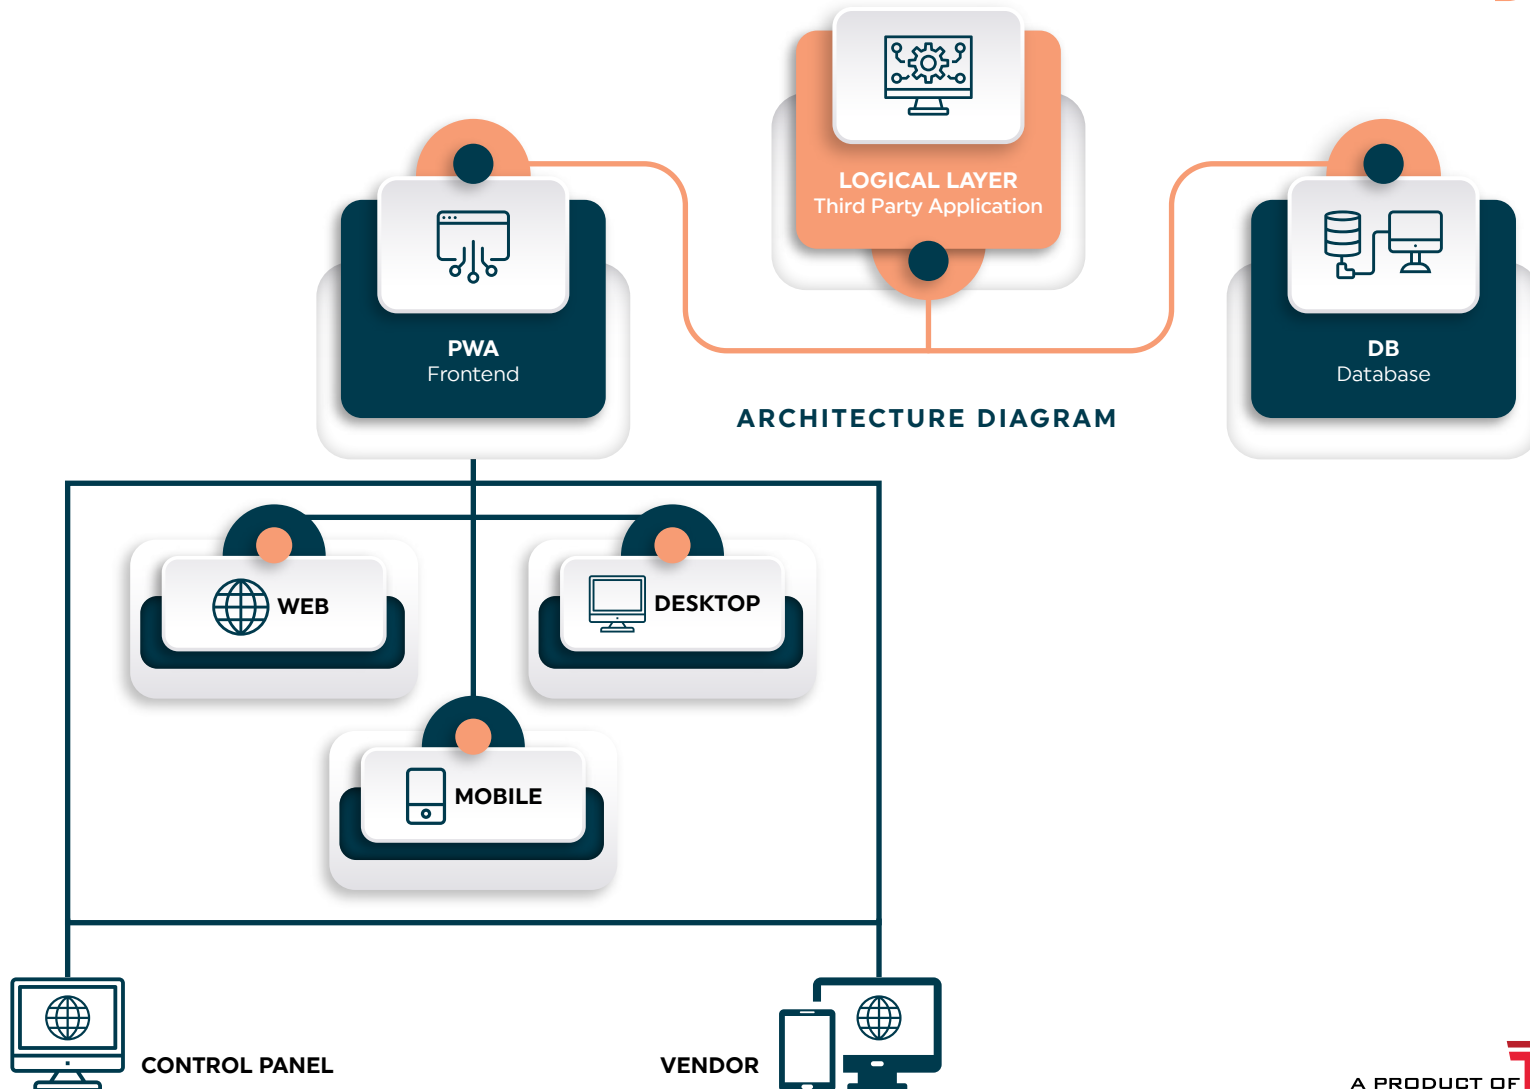 LOGICAL LAYER
Third Party Application
PWA
Frontend
DB
Database
ARCHITECTURE DIAGRAM
WEB
DESKTOP
MOBILE
CONTROL PANEL
VENDOR
A PRODUCT OF